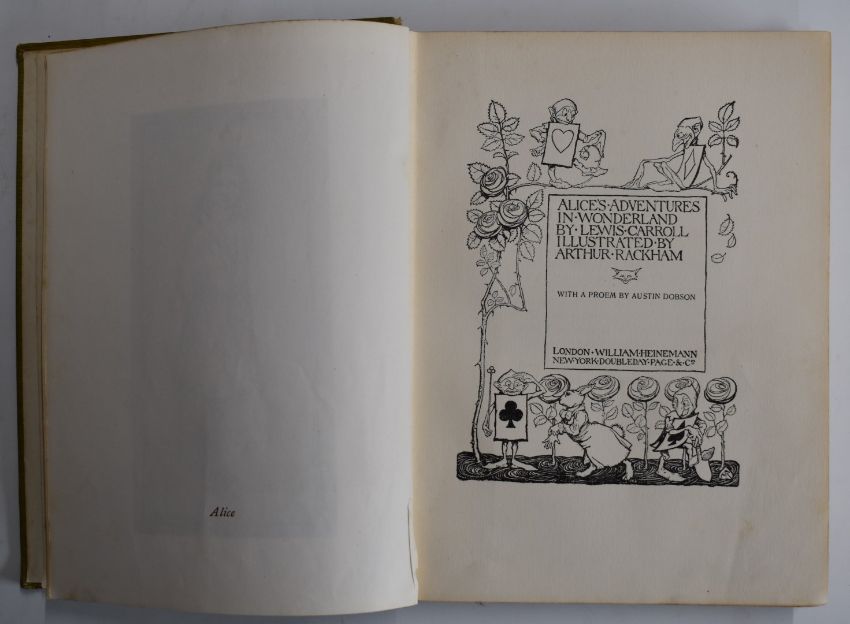 Alice
ALICE'S·ADVENTURES
IN·WONDERLAND
BY·LEWIS·CARROLL
ILLUSTRATED·BY
ARTHUR·RACKHAM
WITH A PROEM BY AUSTIN DOBSON
LONDON·WILLIAM·HEINEMANN
NEW·YORK·DOUBLEDAY·PAGE·&·Cº